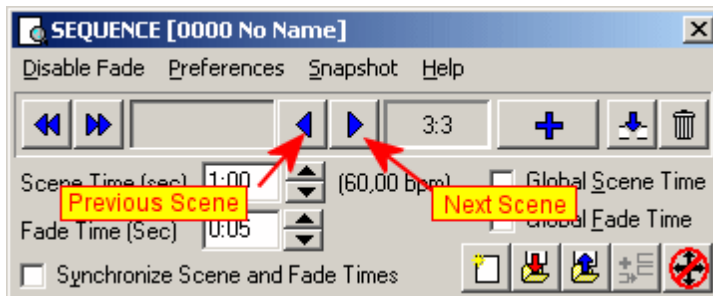 SEQUENCE [0000 No Name]
Disable Fade Preferences Snapshot Help
3:3
Scene Time (sec) 1:00 (60,00 bpm) Global Scene Time
Previous Scene Next Scene
Fade Time (Sec) 0:05 Global Fade Time
Synchronize Scene and Fade Times